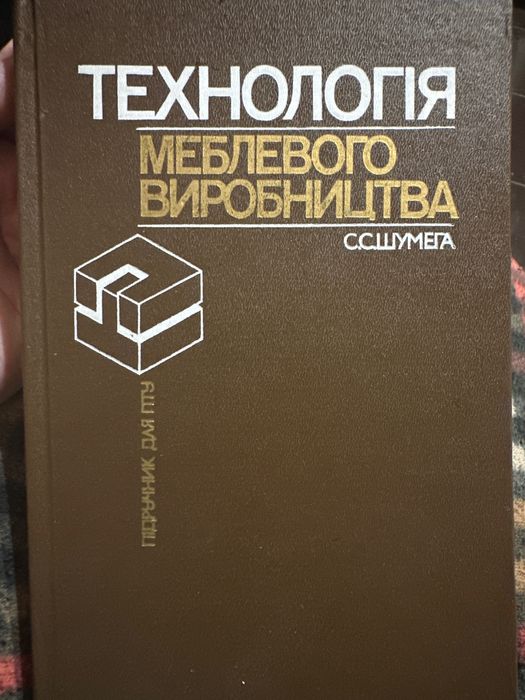 ТЕХНОЛОГІЯ
МЕБЛЕВОГО
ВИРОБНИЦТВА
С.С.ШУМЕГА
ПІДРУЧНИК ДЛЯ ПТУ